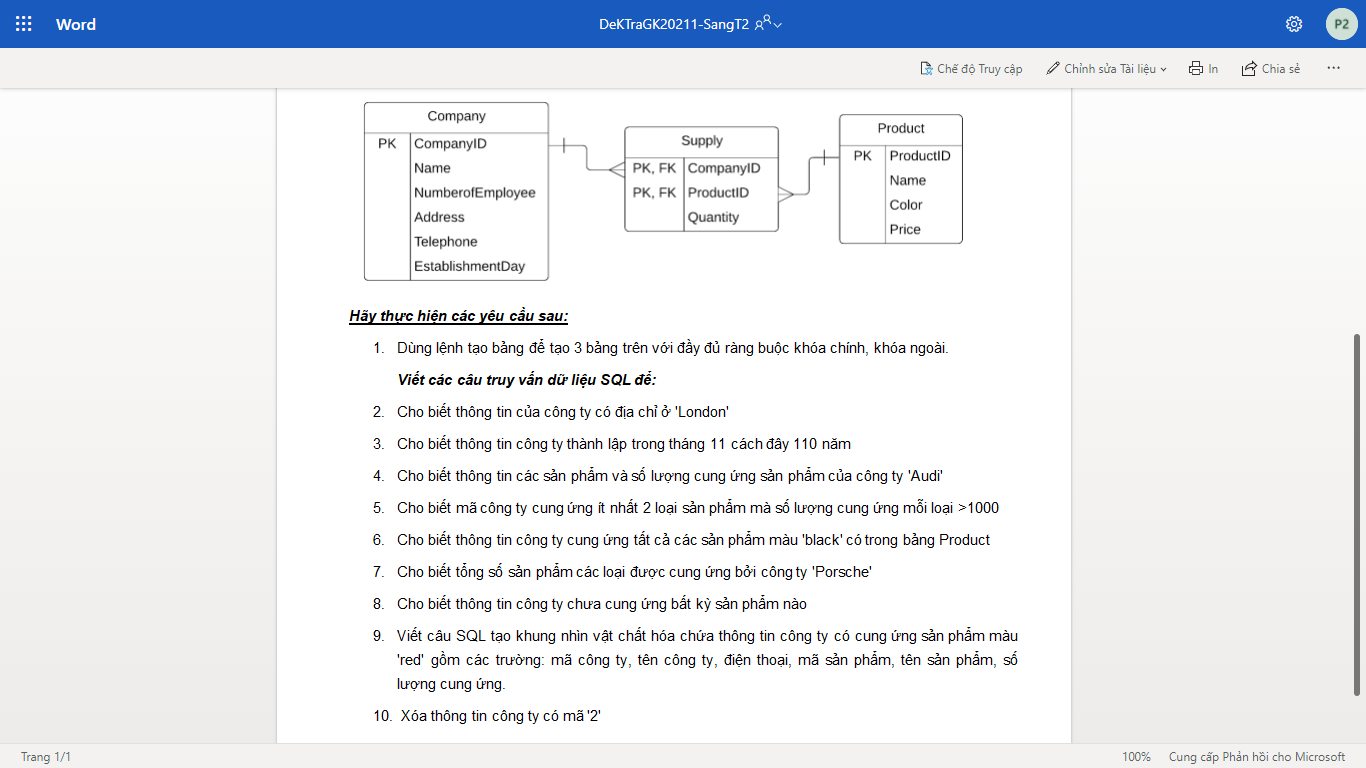 Word
DeKTraGK20211-SangT2
P2
Chế độ Truy cập
Chỉnh sửa Tài liệu
In
Chia sẻ
Company
PK CompanyID
Name
NumberofEmployee
Address
Telephone
EstablishmentDay
Supply
PK, FK CompanyID
PK, FK ProductID
Quantity
Product
PK ProductID
Name
Color
Price
Hãy thực hiện các yêu cầu sau:
1. Dùng lệnh tạo bảng để tạo 3 bảng trên với đầy đủ ràng buộc khóa chính, khóa ngoài.
Viết các câu truy vấn dữ liệu SQL để:
2. Cho biết thông tin của công ty có địa chỉ ở 'London'
3. Cho biết thông tin công ty thành lập trong tháng 11 cách đây 110 năm
4. Cho biết thông tin các sản phẩm và số lượng cung ứng sản phẩm của công ty 'Audi'
5. Cho biết mã công ty cung ứng ít nhất 2 loại sản phẩm mà số lượng cung ứng mỗi loại >1000
6. Cho biết thông tin công ty cung ứng tất cả các sản phẩm màu 'black' có trong bảng Product
7. Cho biết tổng số sản phẩm các loại được cung ứng bởi công ty 'Porsche'
8. Cho biết thông tin công ty chưa cung ứng bất kỳ sản phẩm nào
9. Viết câu SQL tạo khung nhìn vật chất hóa chứa thông tin công ty có cung ứng sản phẩm màu
'red' gồm các trường: mã công ty, tên công ty, điện thoại, mã sản phẩm, tên sản phẩm, số
lượng cung ứng.
10. Xóa thông tin công ty có mã '2'
Trang 1/1
100%
Cung cấp Phản hồi cho Microsoft